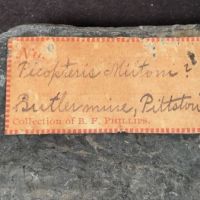 No.
Pecopteris Miltoni?
Butler mine, Pittston
Collection of B. F. PHILLIPS.